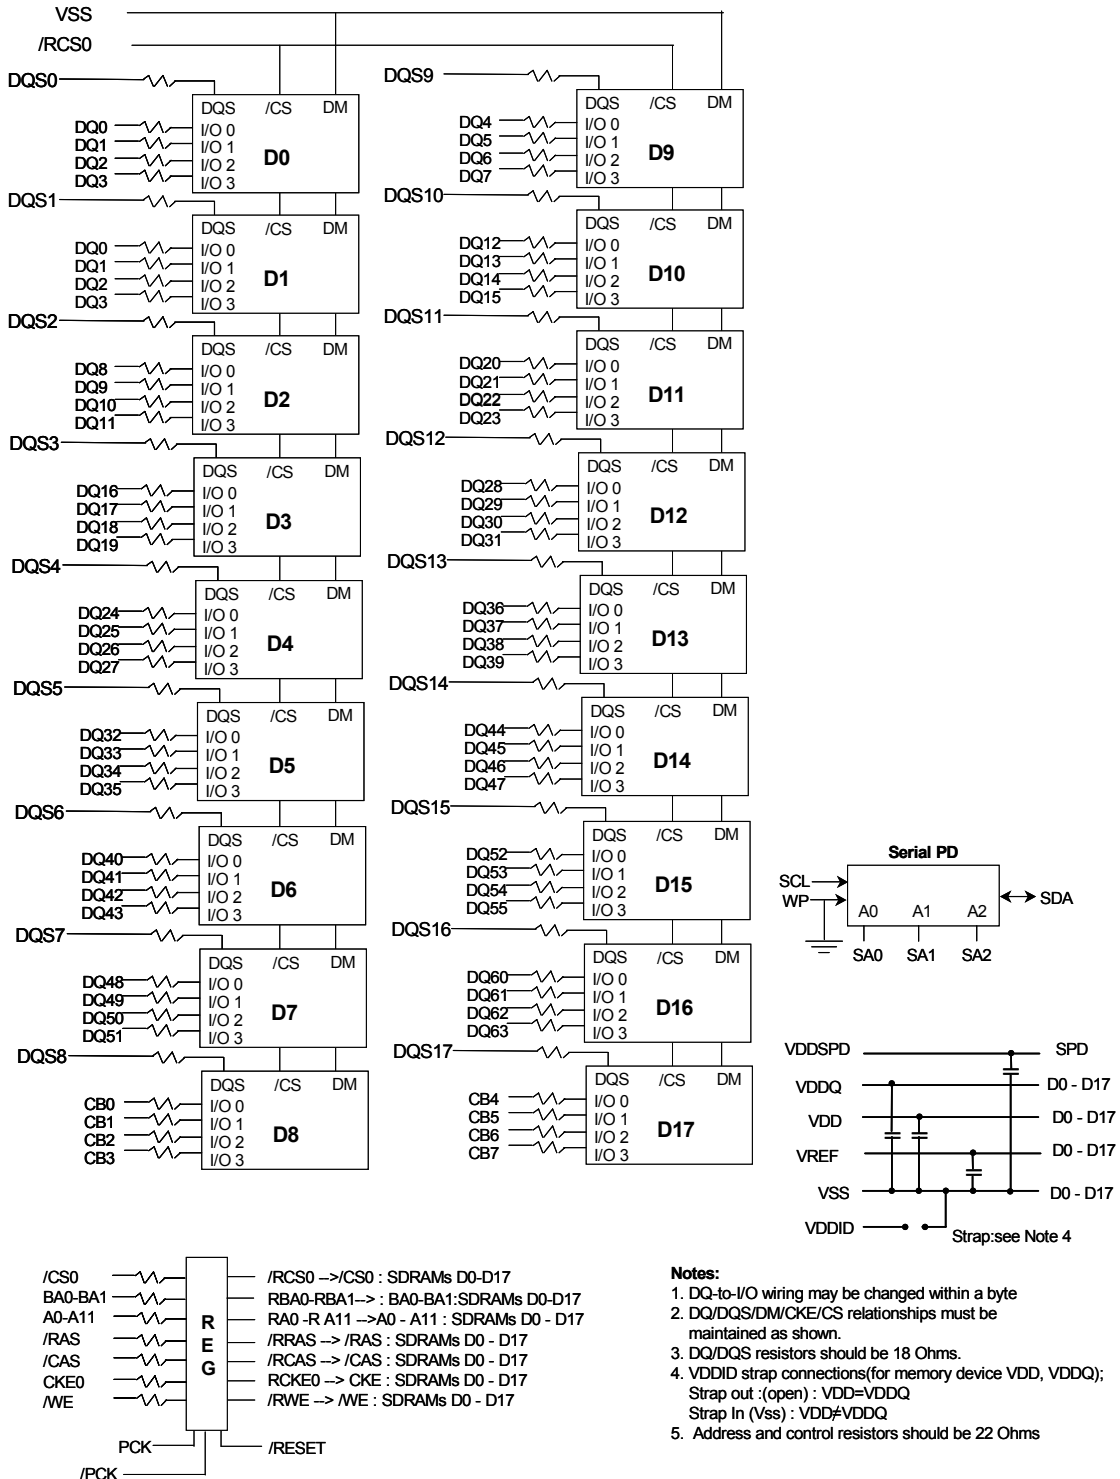 VSS
/RCS0
DQS0
DQS /CS DM
DQ0 I/O 0
DQ1 I/O 1
DQ2 I/O 2
DQ3 I/O 3
D0
DQS1
DQS /CS DM
DQ0 I/O 0
DQ1 I/O 1
DQ2 I/O 2
DQ3 I/O 3
D1
DQS2
DQS /CS DM
DQ8 I/O 0
DQ9 I/O 1
DQ10 I/O 2
DQ11 I/O 3
D2
DQS3
DQS /CS DM
DQ16 I/O 0
DQ17 I/O 1
DQ18 I/O 2
DQ19 I/O 3
D3
DQS4
DQS /CS DM
DQ24 I/O 0
DQ25 I/O 1
DQ26 I/O 2
DQ27 I/O 3
D4
DQS5
DQS /CS DM
DQ32 I/O 0
DQ33 I/O 1
DQ34 I/O 2
DQ35 I/O 3
D5
DQS6
DQS /CS DM
DQ40 I/O 0
DQ41 I/O 1
DQ42 I/O 2
DQ43 I/O 3
D6
DQS7
DQS /CS DM
DQ48 I/O 0
DQ49 I/O 1
DQ50 I/O 2
DQ51 I/O 3
D7
DQS8
DQS /CS DM
CB0 I/O 0
CB1 I/O 1
CB2 I/O 2
CB3 I/O 3
D8
DQS9
DQS /CS DM
DQ4 I/O 0
DQ5 I/O 1
DQ6 I/O 2
DQ7 I/O 3
D9
DQS10
DQS /CS DM
DQ12 I/O 0
DQ13 I/O 1
DQ14 I/O 2
DQ15 I/O 3
D10
DQS11
DQS /CS DM
DQ20 I/O 0
DQ21 I/O 1
DQ22 I/O 2
DQ23 I/O 3
D11
DQS12
DQS /CS DM
DQ28 I/O 0
DQ29 I/O 1
DQ30 I/O 2
DQ31 I/O 3
D12
DQS13
DQS /CS DM
DQ36 I/O 0
DQ37 I/O 1
DQ38 I/O 2
DQ39 I/O 3
D13
DQS14
DQS /CS DM
DQ44 I/O 0
DQ45 I/O 1
DQ46 I/O 2
DQ47 I/O 3
D14
DQS15
DQS /CS DM
DQ52 I/O 0
DQ53 I/O 1
DQ54 I/O 2
DQ55 I/O 3
D15
DQS16
DQS /CS DM
DQ60 I/O 0
DQ61 I/O 1
DQ62 I/O 2
DQ63 I/O 3
D16
DQS17
DQS /CS DM
CB4 I/O 0
CB5 I/O 1
CB6 I/O 2
CB7 I/O 3
D17
Serial PD
SCL
WP
SDA
A0 A1 A2
SA0 SA1 SA2
VDDSPD SPD
VDDQ D0 - D17
VDD D0 - D17
VREF D0 - D17
VSS D0 - D17
VDDID Strap:see Note 4
REG
/CS0 /RCS0 -->/CS0 : SDRAMs D0-D17
BA0-BA1 RBA0-RBA1--> : BA0-BA1:SDRAMs D0-D17
A0-A11 RA0 -R A11 -->A0 - A11 : SDRAMs D0 - D17
/RAS /RRAS --> /RAS : SDRAMs D0 - D17
/CAS /RCAS --> /CAS : SDRAMs D0 - D17
CKE0 RCKE0 --> CKE : SDRAMs D0 - D17
/WE /RWE --> /WE : SDRAMs D0 - D17
PCK /RESET
/PCK
Notes:
1. DQ-to-I/O wiring may be changed within a byte
2. DQ/DQS/DM/CKE/CS relationships must be
maintained as shown.
3. DQ/DQS resistors should be 18 Ohms.
4. VDDID strap connections(for memory device VDD, VDDQ);
Strap out :(open) : VDD=VDDQ
Strap In (Vss) : VDD≠VDDQ
5. Address and control resistors should be 22 Ohms